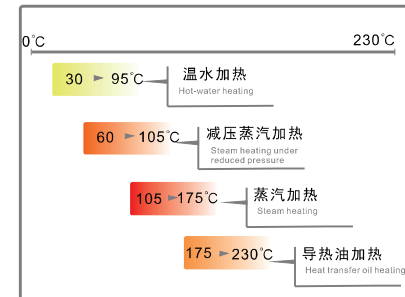 0℃ 230℃
30 ► 95℃ 温水加热
Hot-water heating
60 ► 105℃ 减压蒸汽加热
Steam heating under
reduced pressure
105 ► 175℃ 蒸汽加热
Steam heating
175 ► 230℃ 导热油加热
Heat transfer oil heating